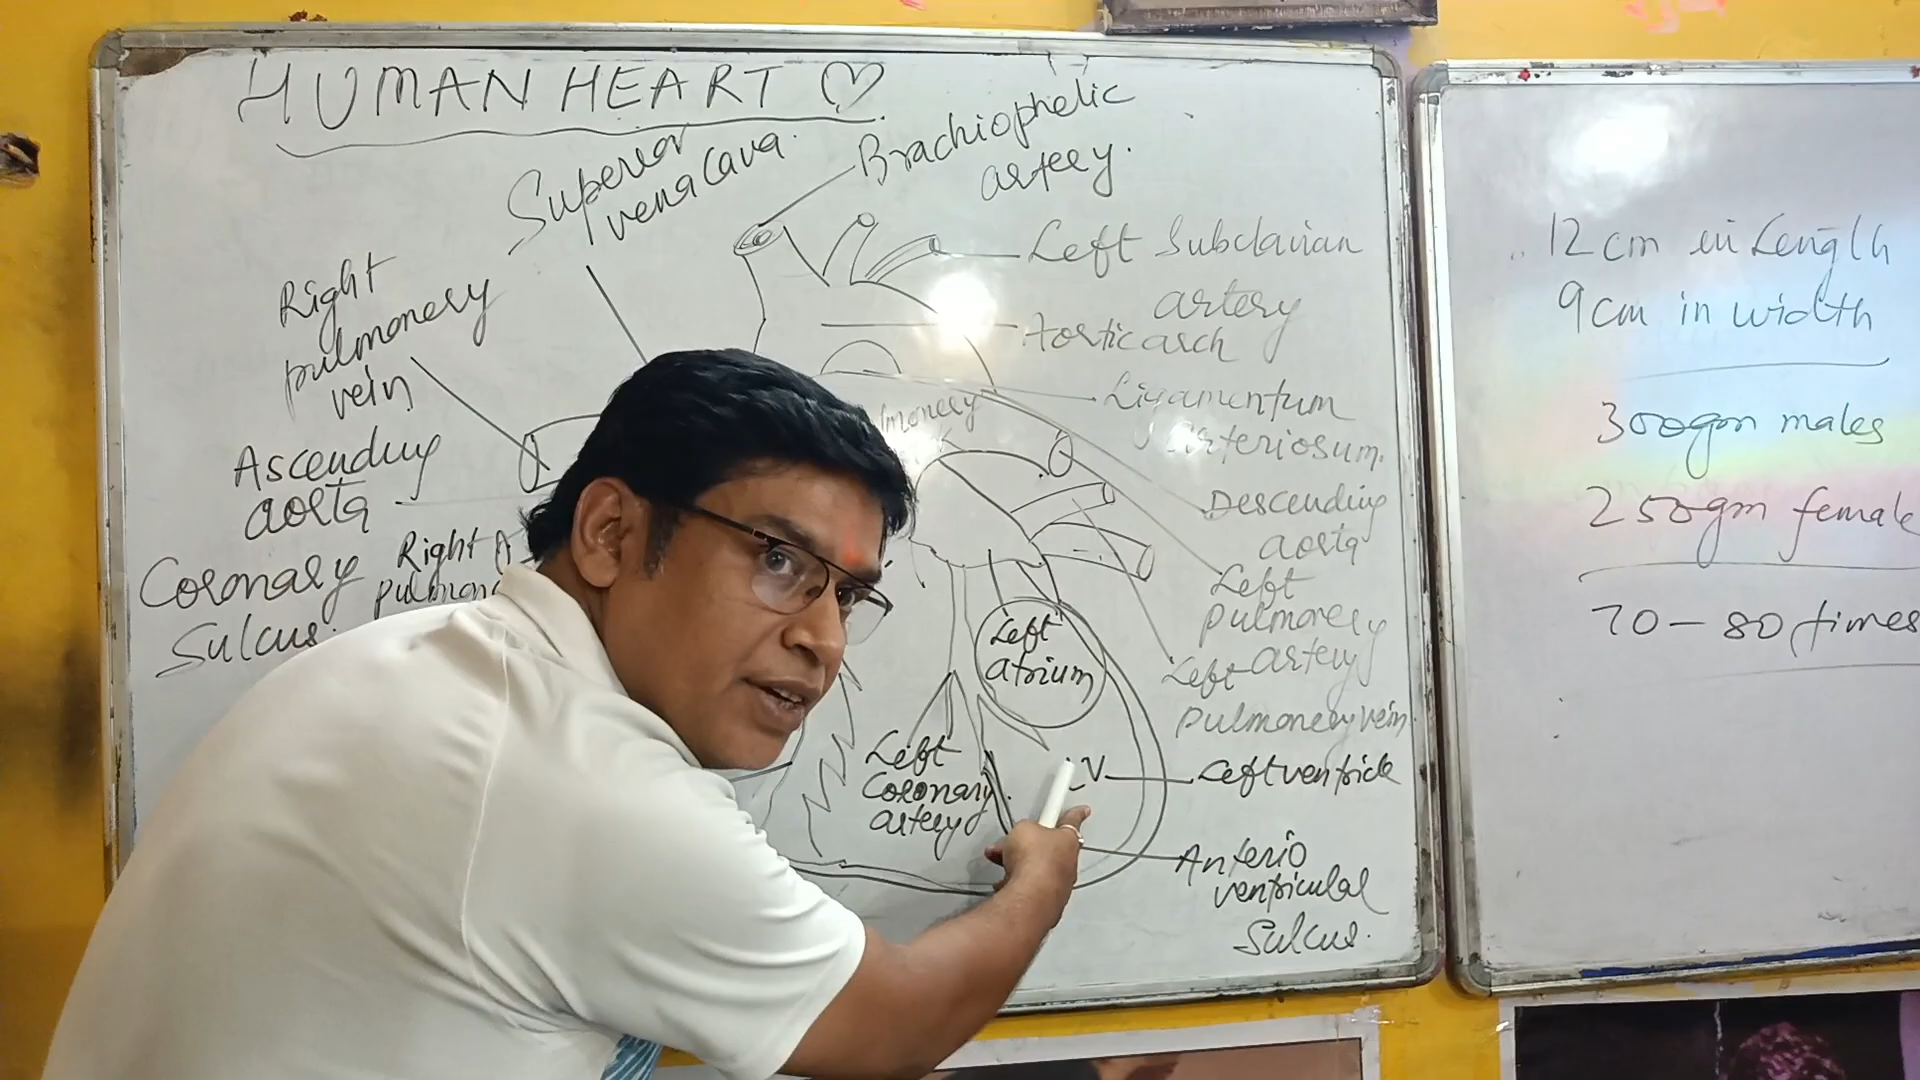 HUMAN HEART
Superior
vena cava.
Brachiophelic
artery.
Right
pulmonery
vein
Left Subclavian
artery
Aortic arch
Ligamentum
arteriosum.
Ascending
aorta
Descending
aorta
Right
Coronary
Sulcus.
Left
pulmonery
artery
Left
atrium
Left
pulmonery vein.
Left
Coronary
artery
LV
Left ventricle
Anterio
ventriculal
Sulcus.
12 cm in Length
9 cm in width
300gm males
250gm female
70-80 times